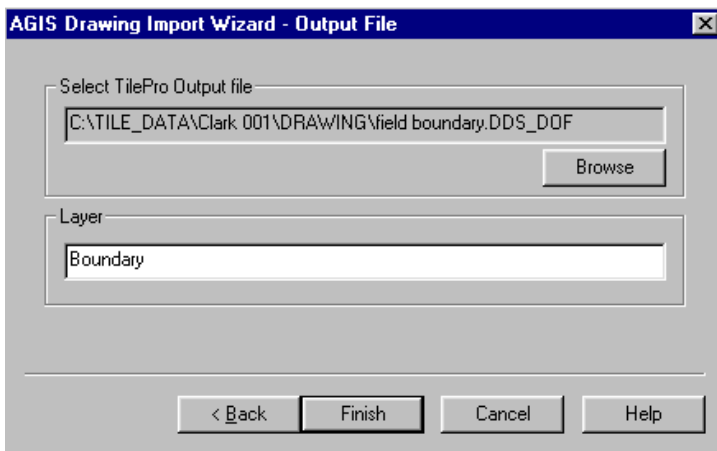 AGIS Drawing Import Wizard - Output File
Select TilePro Output file
C:\TILE_DATA\Clark 001\DRAWING\field boundary.DDS_DOF
Browse
Layer
Boundary
< Back Finish Cancel Help